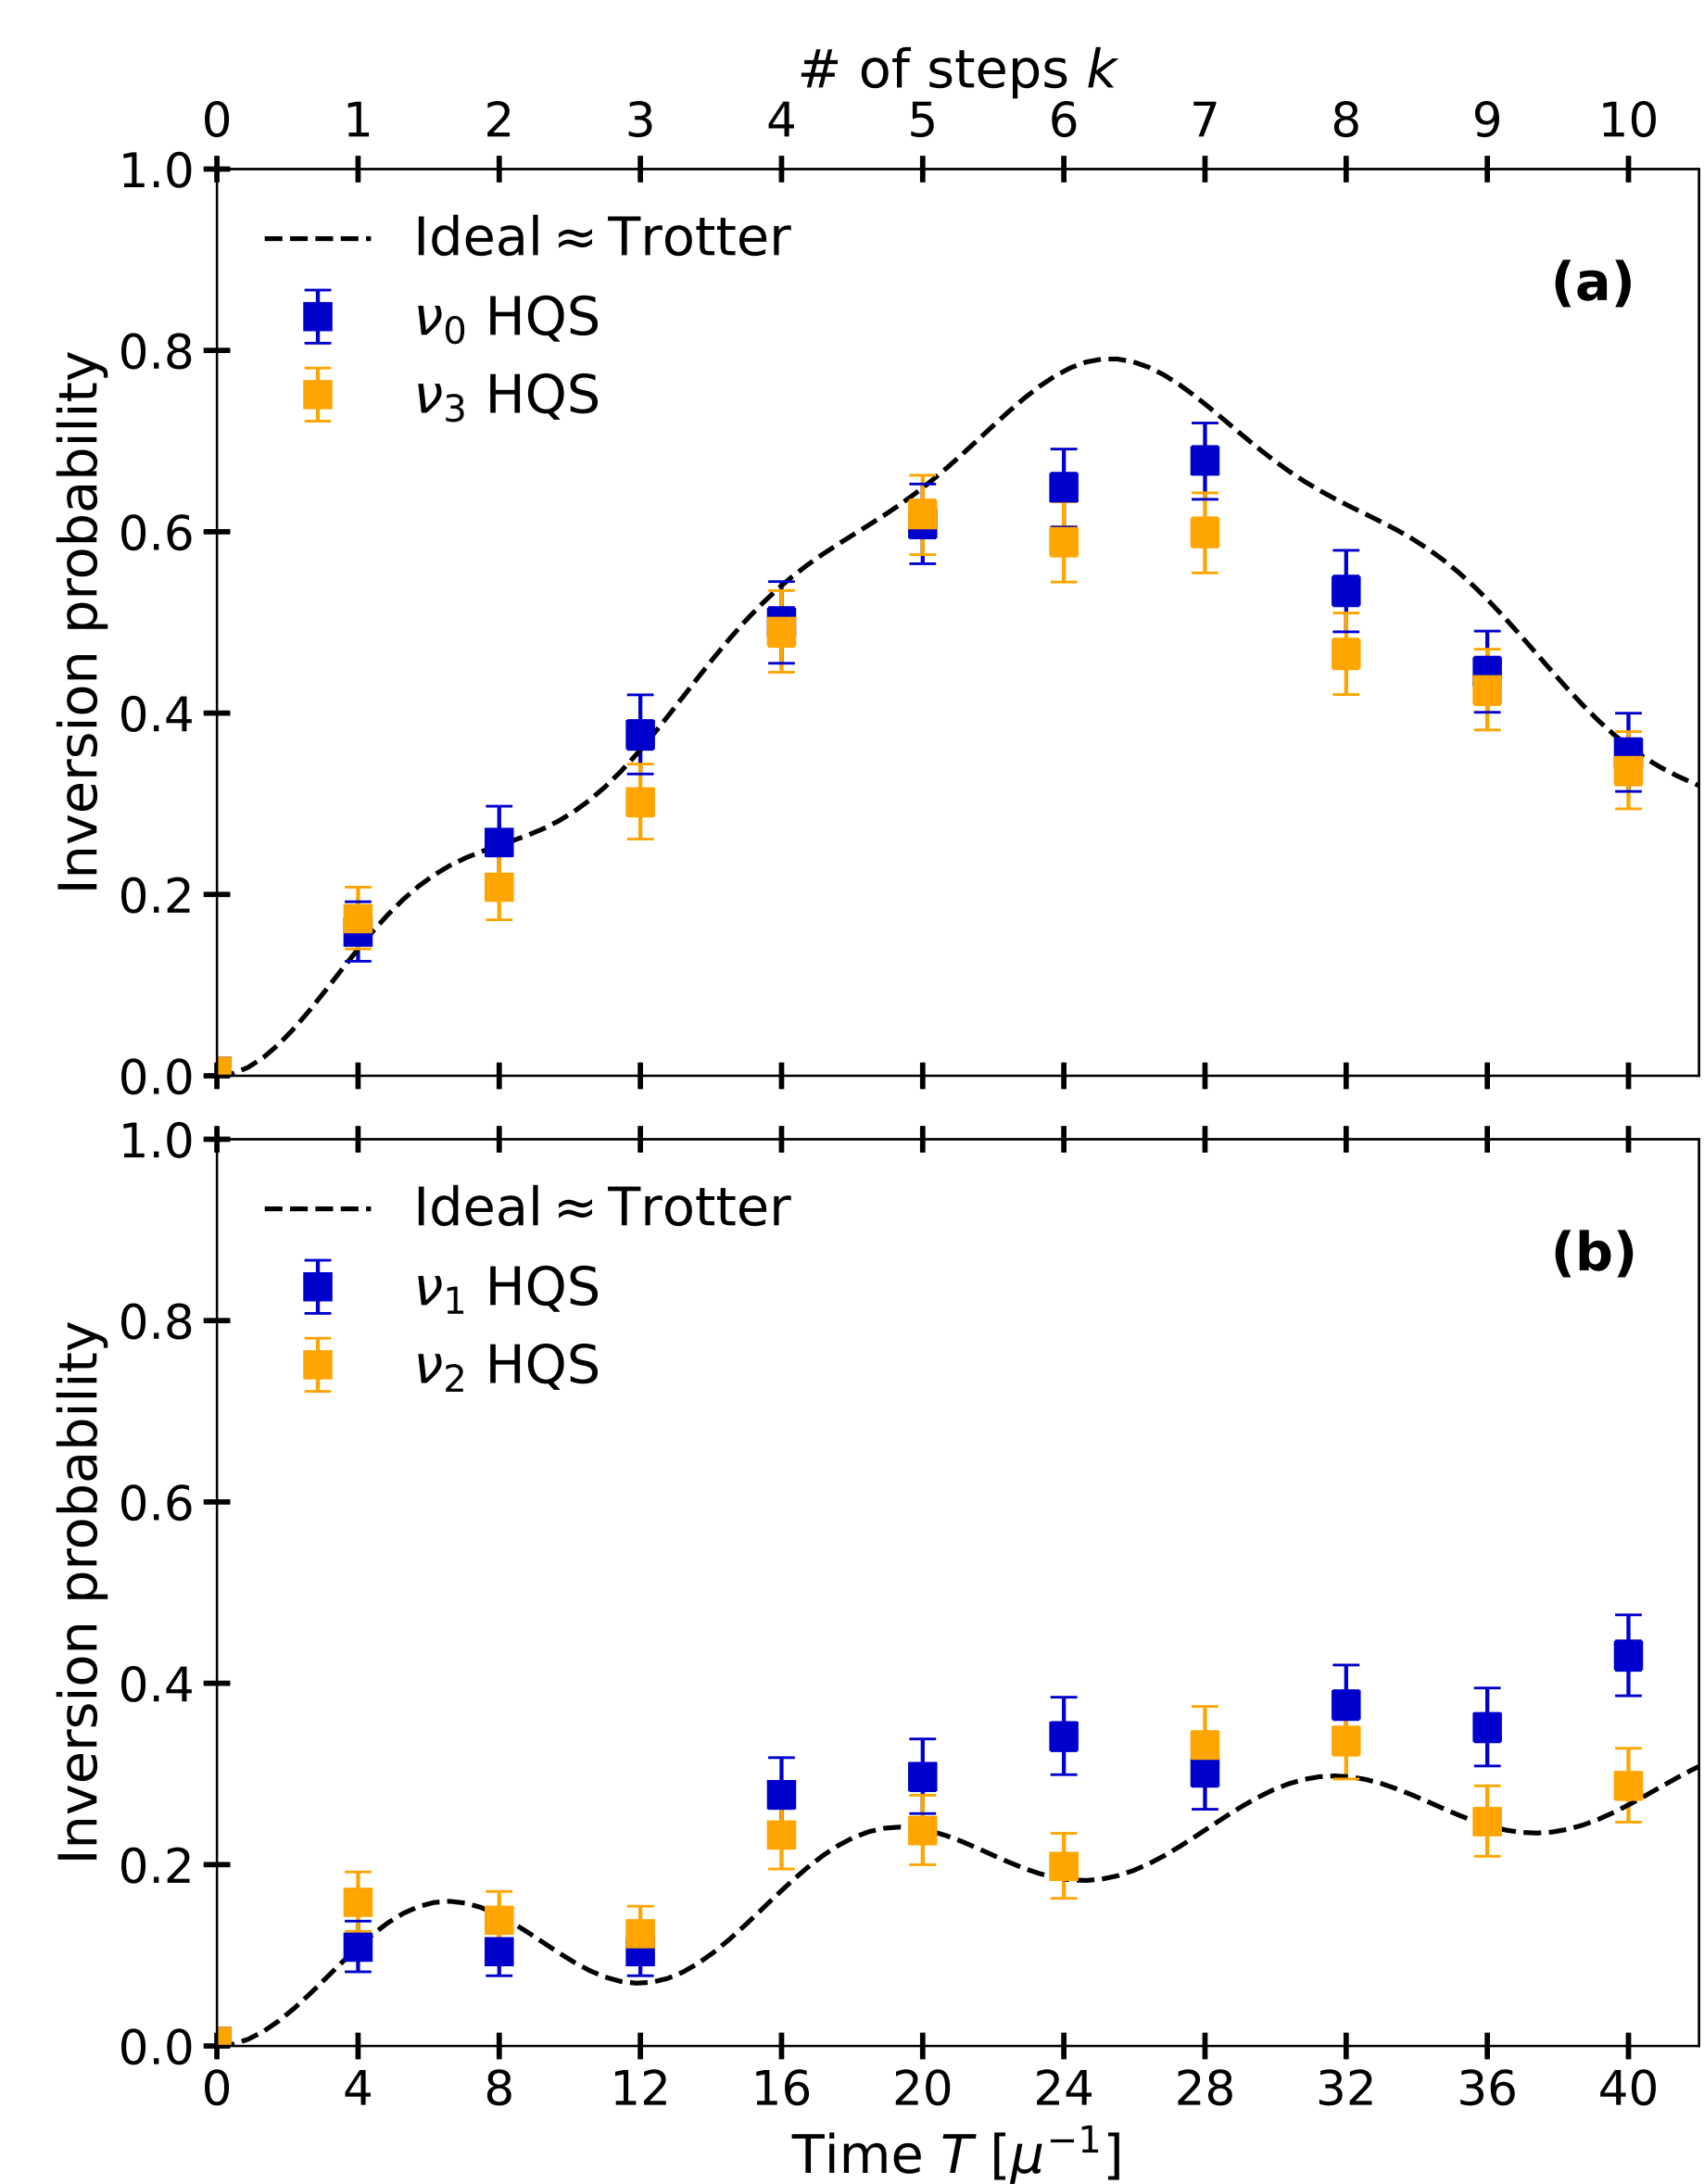 # of steps k
0 1 2 3 4 5 6 7 8 9 10
1.0
0.8
0.6
0.4
0.2
0.0
Inversion probability
Ideal ≈ Trotter
ν₀ HQS
ν₃ HQS
(a)
1.0
0.8
0.6
0.4
0.2
0.0
Inversion probability
Ideal ≈ Trotter
ν₁ HQS
ν₂ HQS
(b)
0 4 8 12 16 20 24 28 32 36 40
Time T [μ⁻¹]